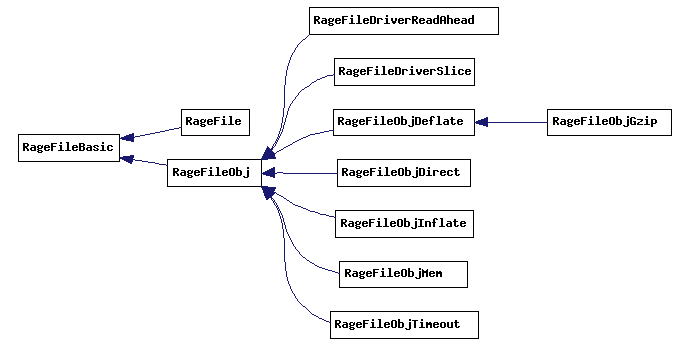 RageFileDriverReadAhead
RageFileDriverSlice
RageFile
RageFileObjDeflate
RageFileObjGzip
RageFileBasic
RageFileObj
RageFileObjDirect
RageFileObjInflate
RageFileObjMem
RageFileObjTimeout